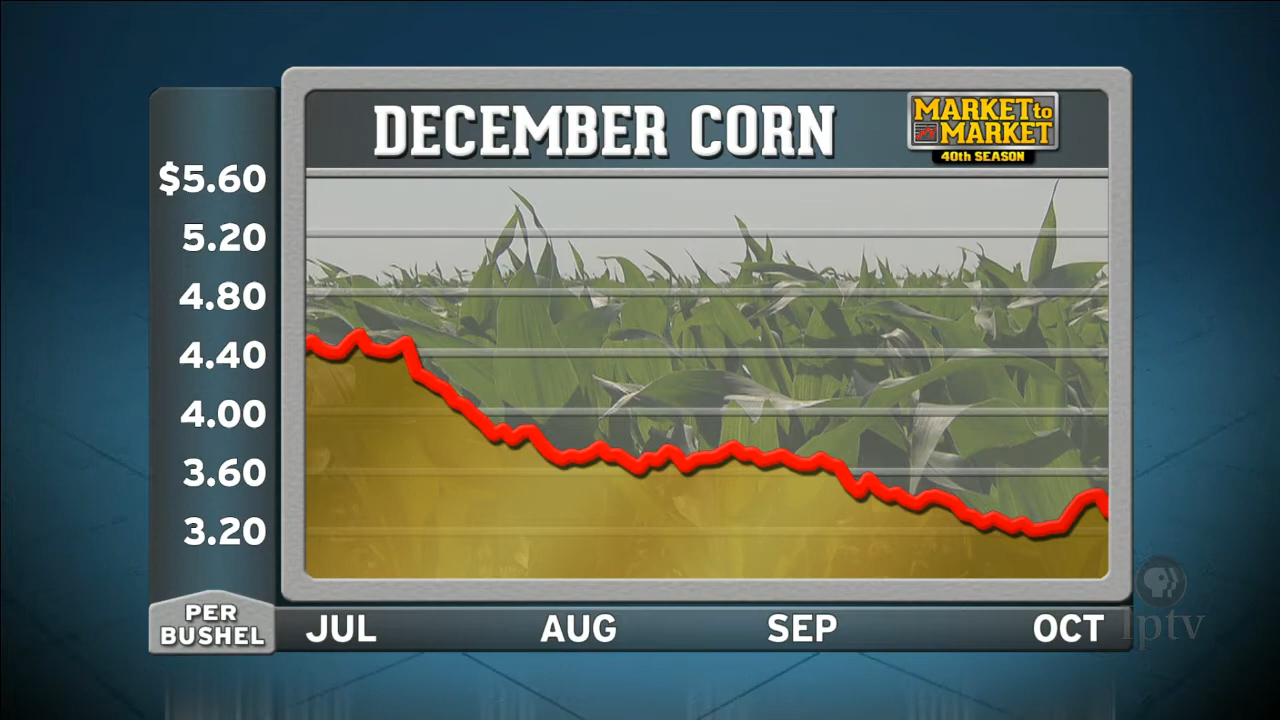 DECEMBER CORN
MARKET to
MARKET
40th SEASON
$5.60
5.20
4.80
4.40
4.00
3.60
3.20
PER
BUSHEL
JUL AUG SEP OCT
iptv